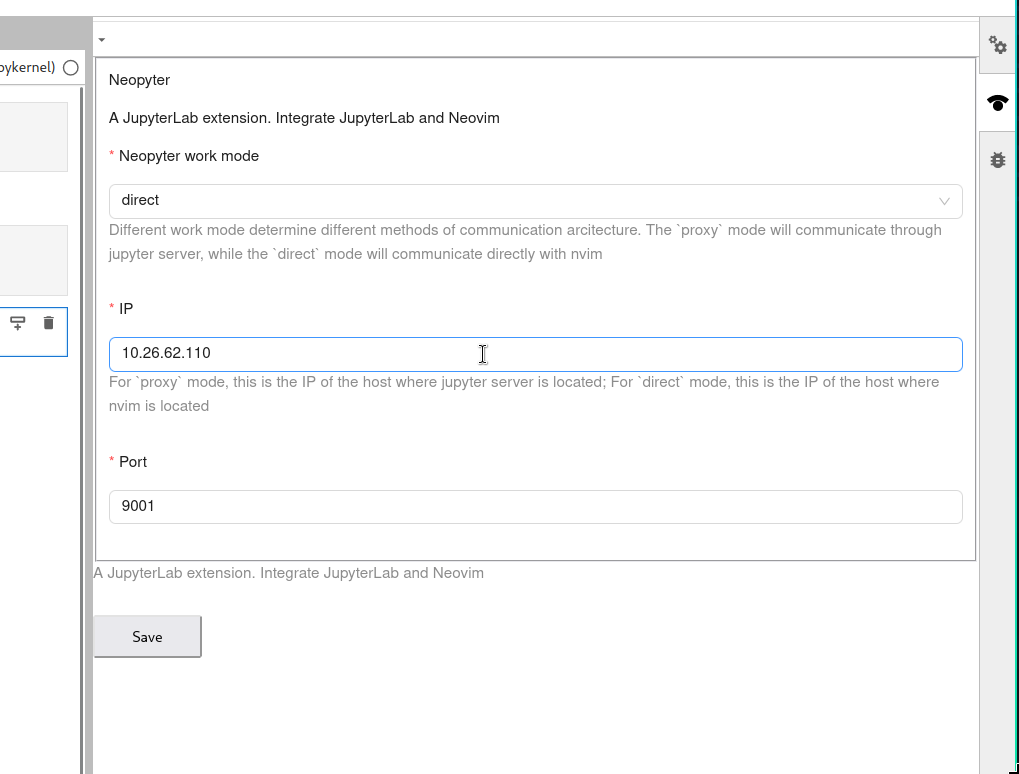 pykernel)
Neopyter
A JupyterLab extension. Integrate JupyterLab and Neovim
* Neopyter work mode
direct
Different work mode determine different methods of communication arcitecture. The `proxy` mode will communicate through
jupyter server, while the `direct` mode will communicate directly with nvim
* IP
10.26.62.110
For `proxy` mode, this is the IP of the host where jupyter server is located; For `direct` mode, this is the IP of the host where
nvim is located
* Port
9001
A JupyterLab extension. Integrate JupyterLab and Neovim
Save